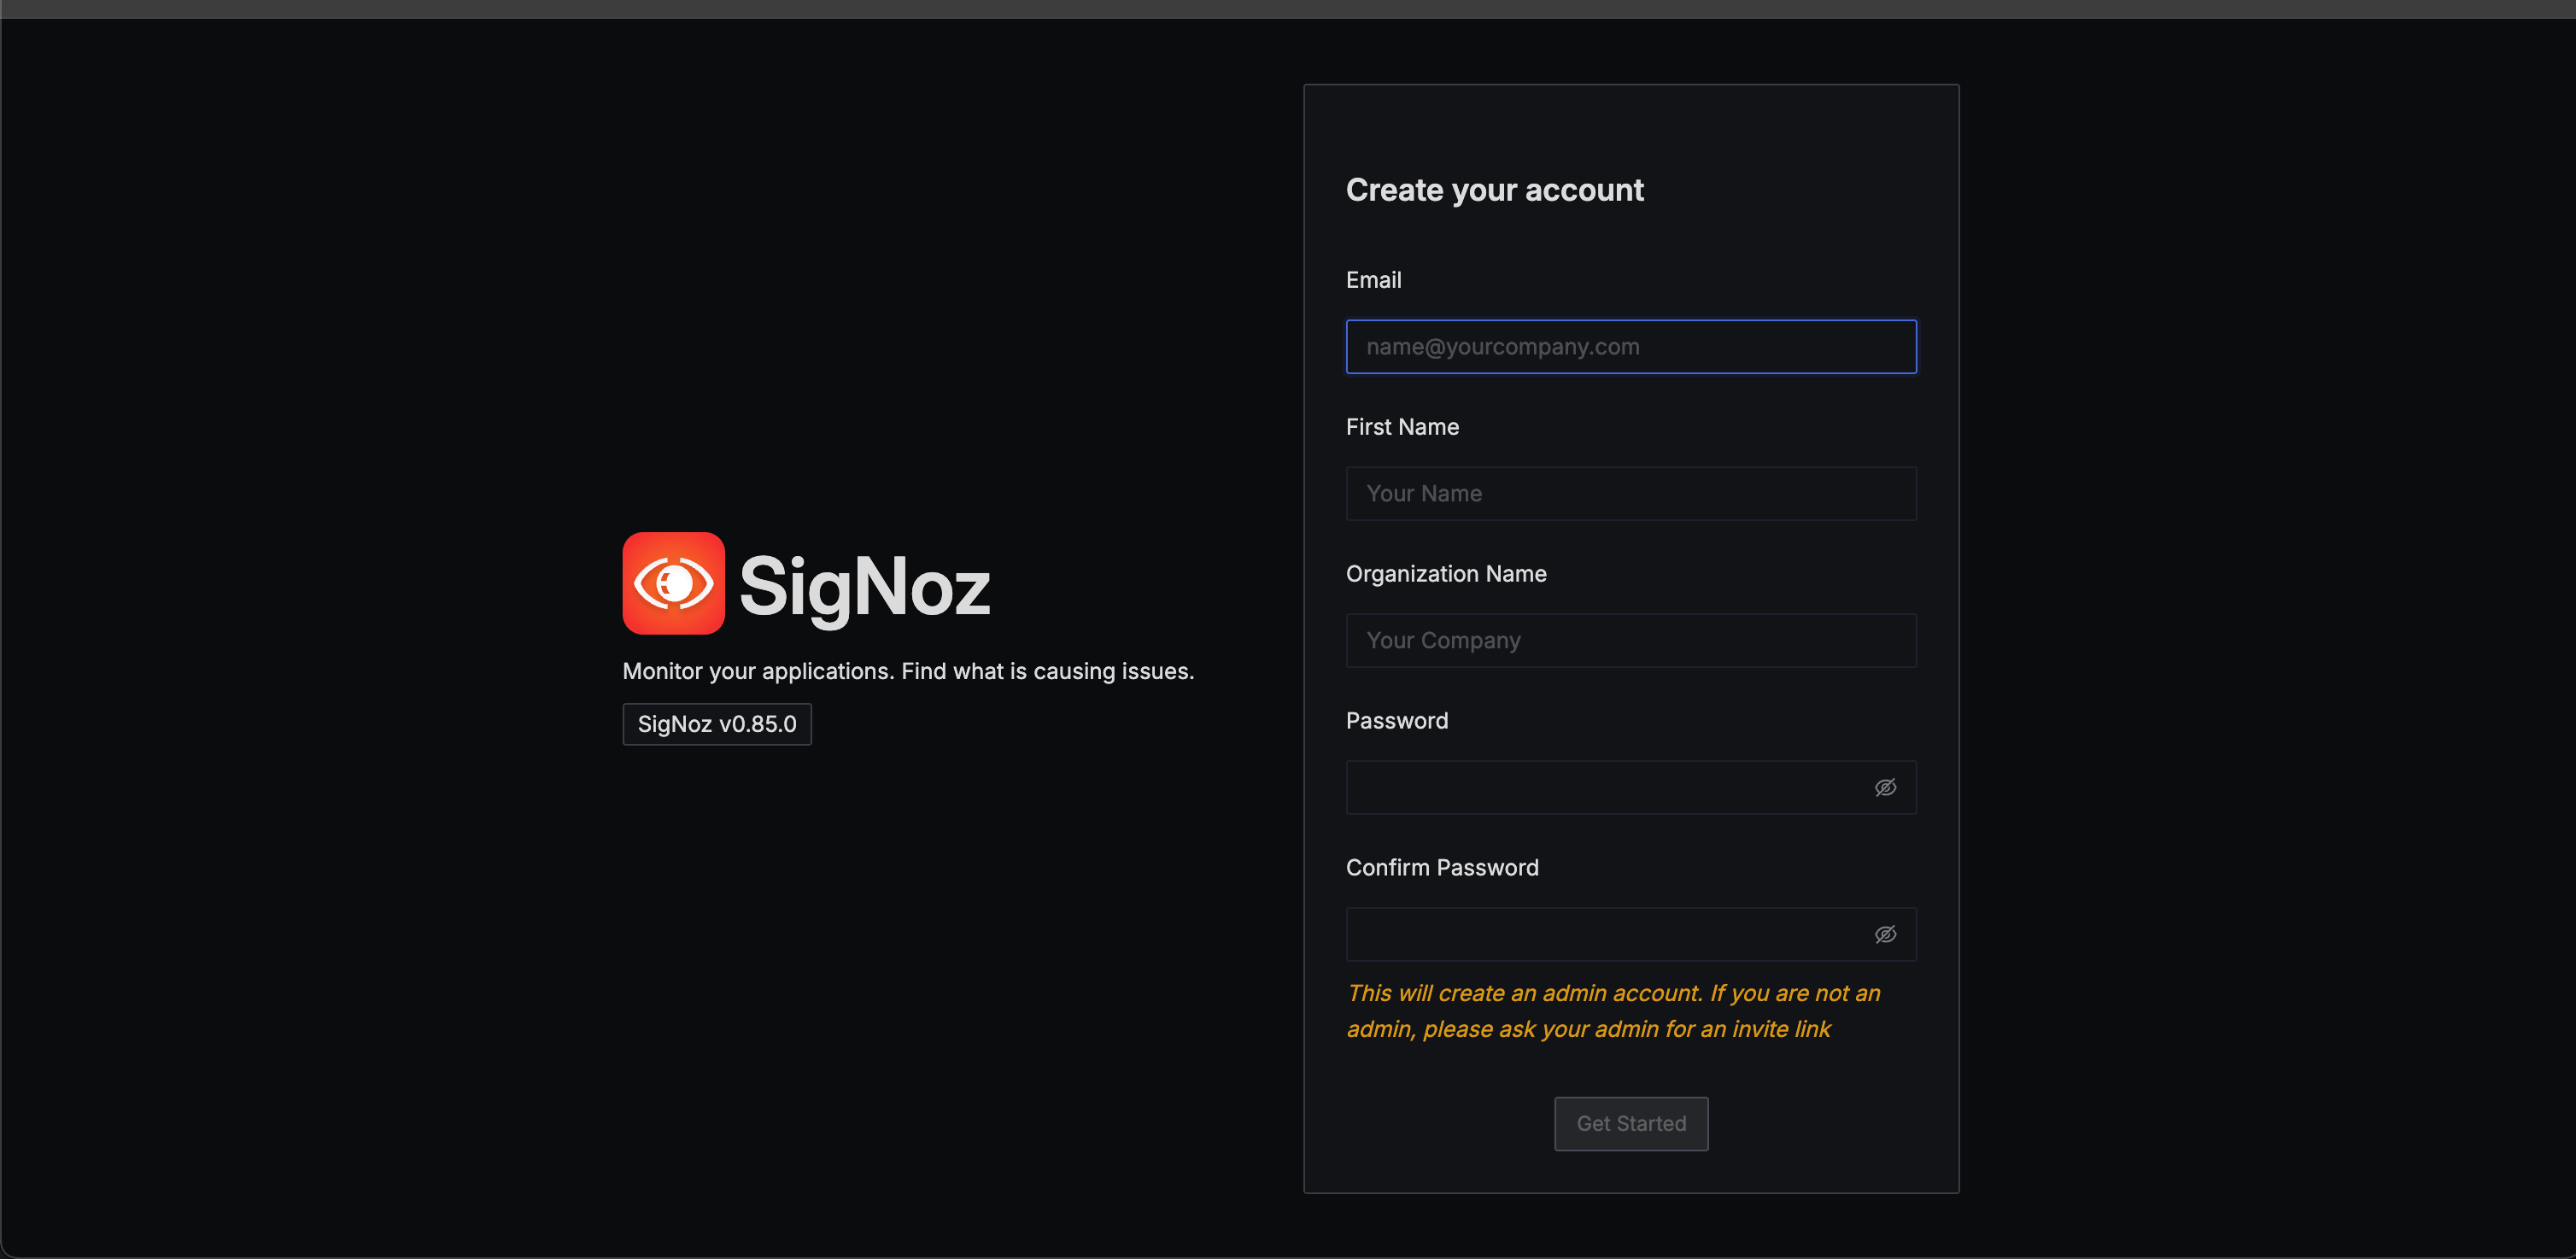 SigNoz
Monitor your applications. Find what is causing issues.
SigNoz v0.85.0
Create your account
Email
name@yourcompany.com
First Name
Your Name
Organization Name
Your Company
Password
Confirm Password
This will create an admin account. If you are not an
admin, please ask your admin for an invite link
Get Started